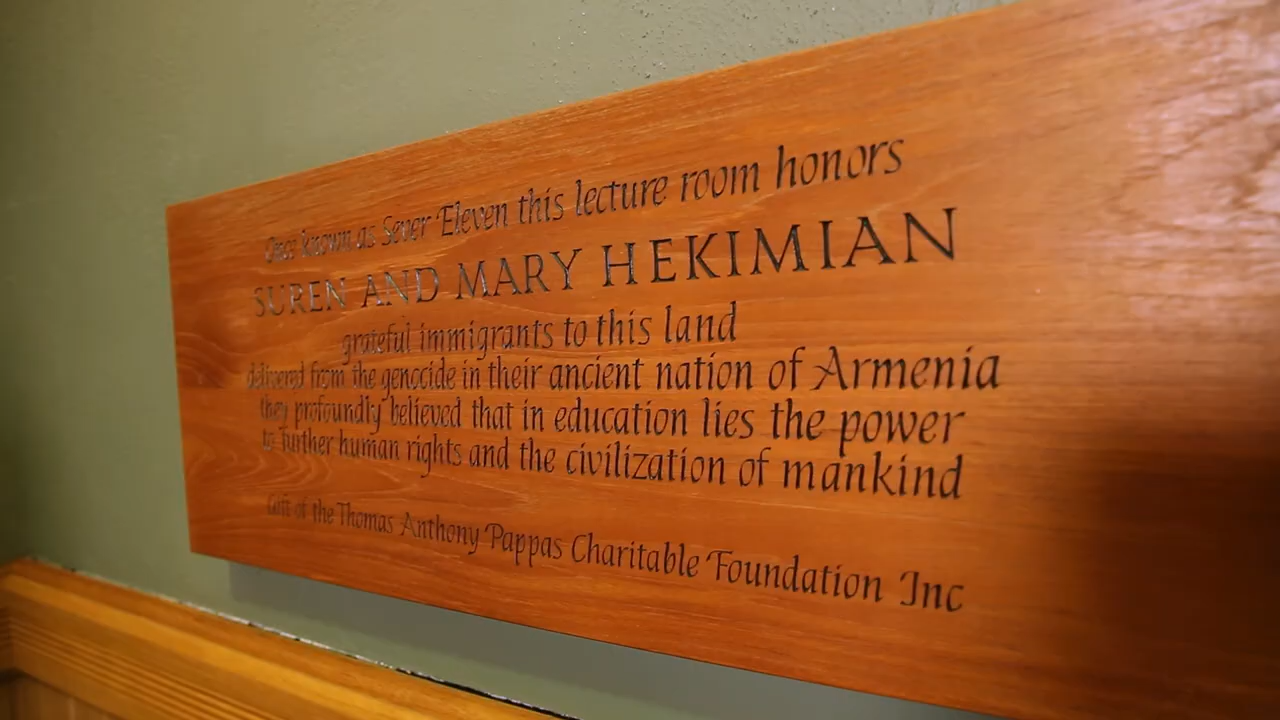 Once known as Sever Eleven this lecture room honors
SUREN AND MARY HEKIMIAN
grateful immigrants to this land
delivered from the genocide in their ancient nation of Armenia
they profoundly believed that in education lies the power
to further human rights and the civilization of mankind
Gift of the Thomas Anthony Pappas Charitable Foundation Inc